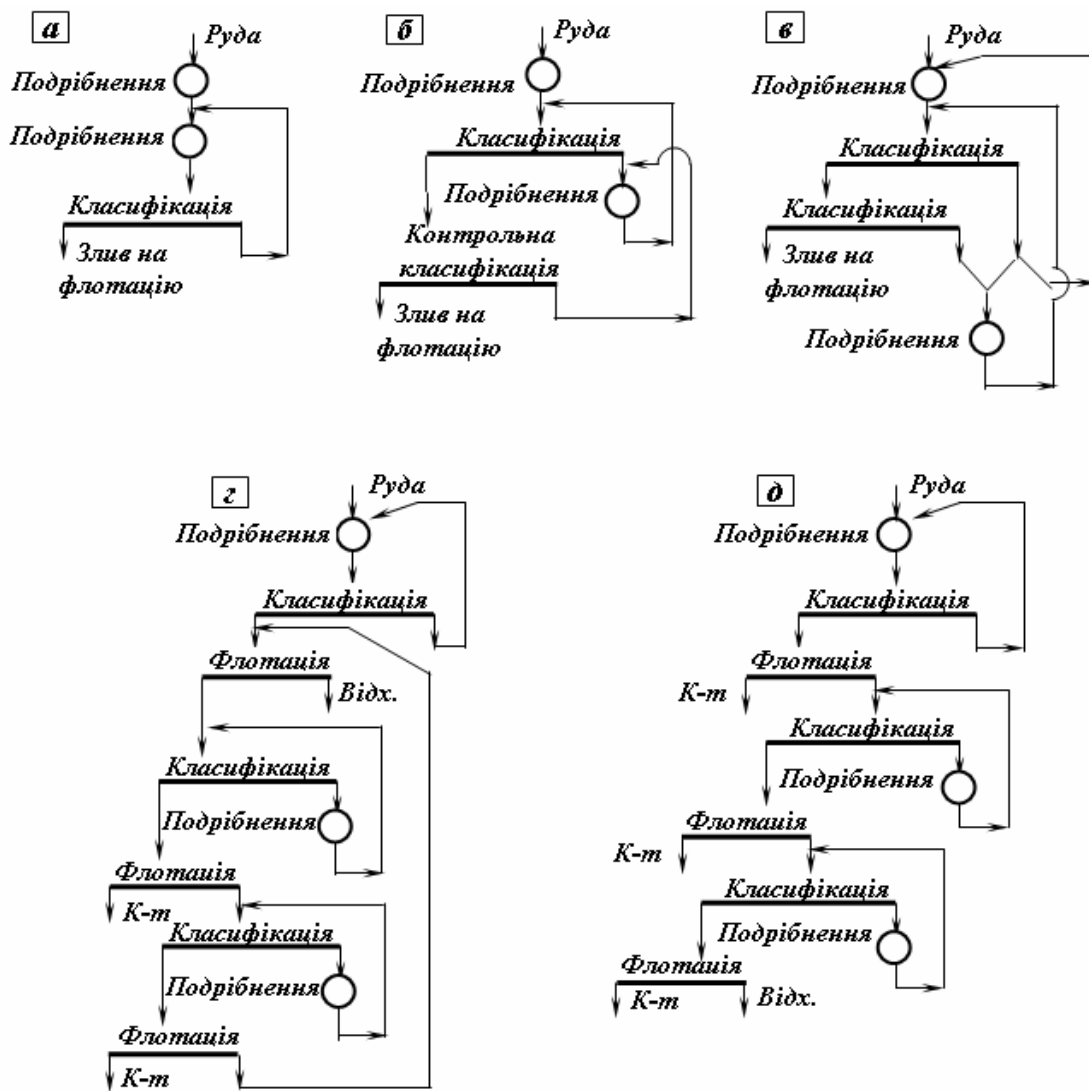 а
Руда
Подрібнення
Подрібнення
Класифікація
Злив на
флотацію
б
Руда
Подрібнення
Класифікація
Подрібнення
Контрольна
класифікація
Злив на
флотацію
в
Руда
Подрібнення
Класифікація
Класифікація
Злив на
флотацію
Подрібнення
г
Руда
Подрібнення
Класифікація
Флотація
Відх.
Класифікація
Подрібнення
Флотація
К-т
Класифікація
Подрібнення
Флотація
К-т
д
Руда
Подрібнення
Класифікація
Флотація
К-т
Класифікація
Подрібнення
Флотація
К-т
Класифікація
Подрібнення
Флотація
К-т
Відх.